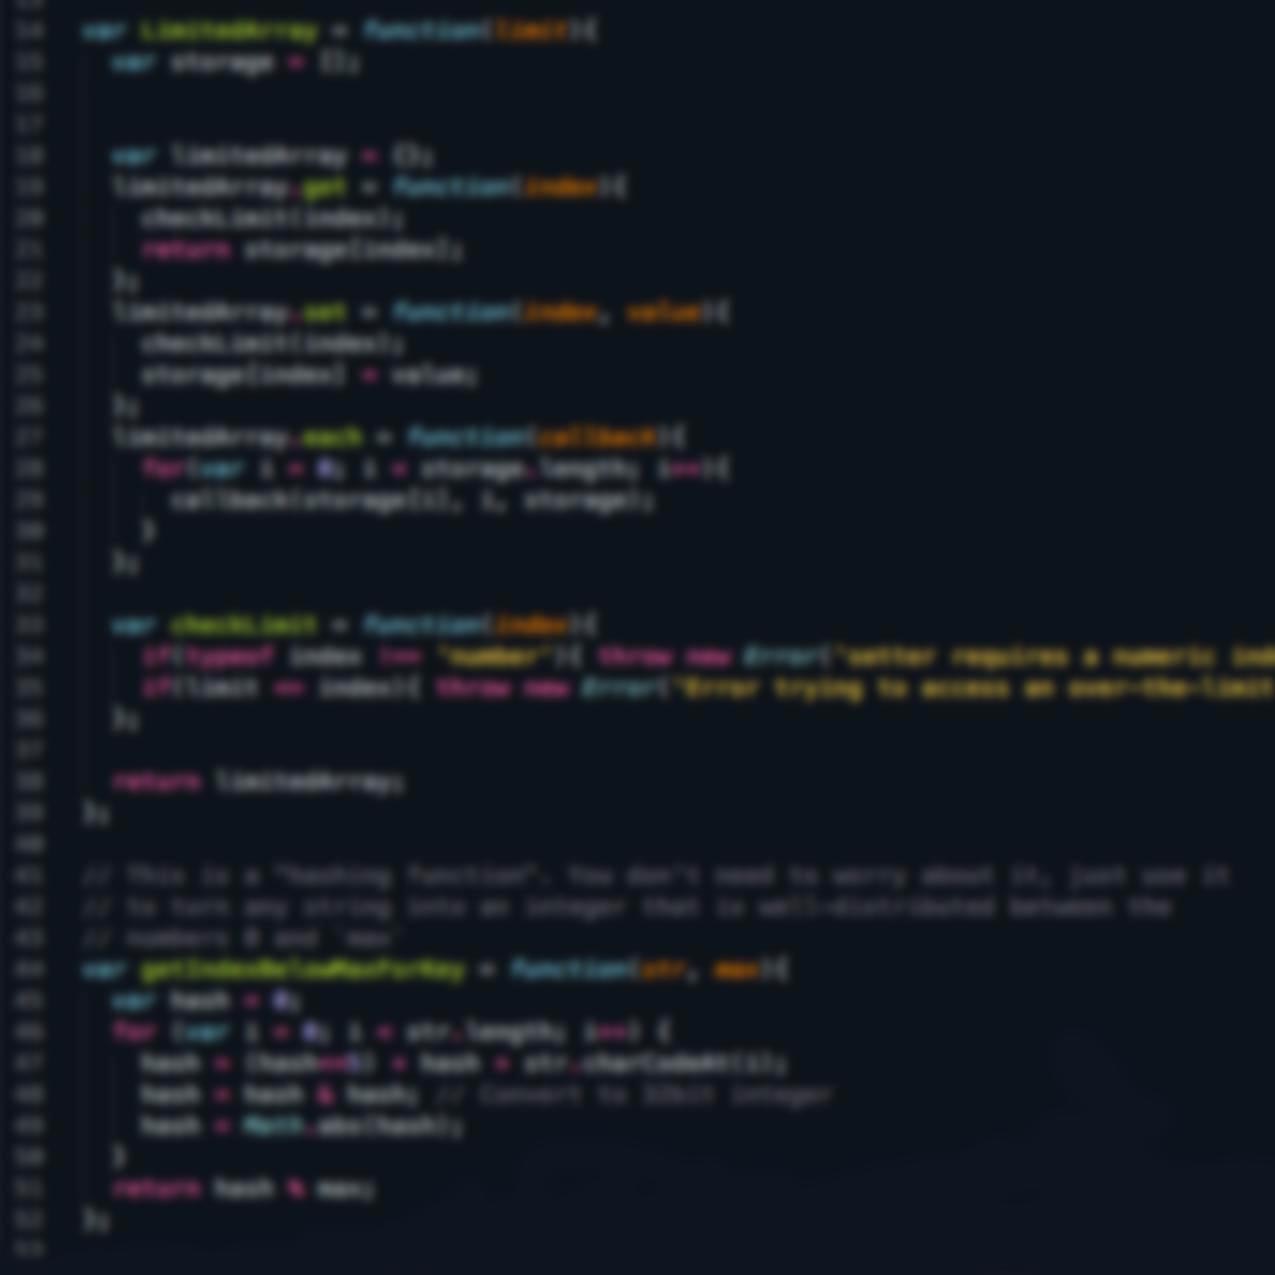 14 var LimitedArray = function(limit){
15 var storage = [];
16
17
18 var limitedArray = {};
19 limitedArray.get = function(index){
20 checkLimit(index);
21 return storage[index];
22 };
23 limitedArray.set = function(index, value){
24 checkLimit(index);
25 storage[index] = value;
26 };
27 limitedArray.each = function(callback){
28 for(var i = 0; i < storage.length; i++){
29 callback(storage[i], i, storage);
30 }
31 };
32
33 var checkLimit = function(index){
34 if(typeof index !== 'number'){ throw new Error('setter requires a numeric
35 if(limit <= index){ throw new Error('Error trying to access an over-the-limit
36 };
37
38 return limitedArray;
39 };
40
41 // This is a "hashing function". You don't need to worry about it, just use it
42 // to turn any string into an integer that is well-distributed between the
43 // numbers 0 and `max`
44 var getIndexBelowMaxForKey = function(str, max){
45 var hash = 0;
46 for (var i = 0; i < str.length; i++) {
47 hash = (hash<<5) + hash + str.charCodeAt(i);
48 hash = hash & hash; // Convert to 32bit integer
49 hash = Math.abs(hash);
50 }
51 return hash % max;
52 };
53